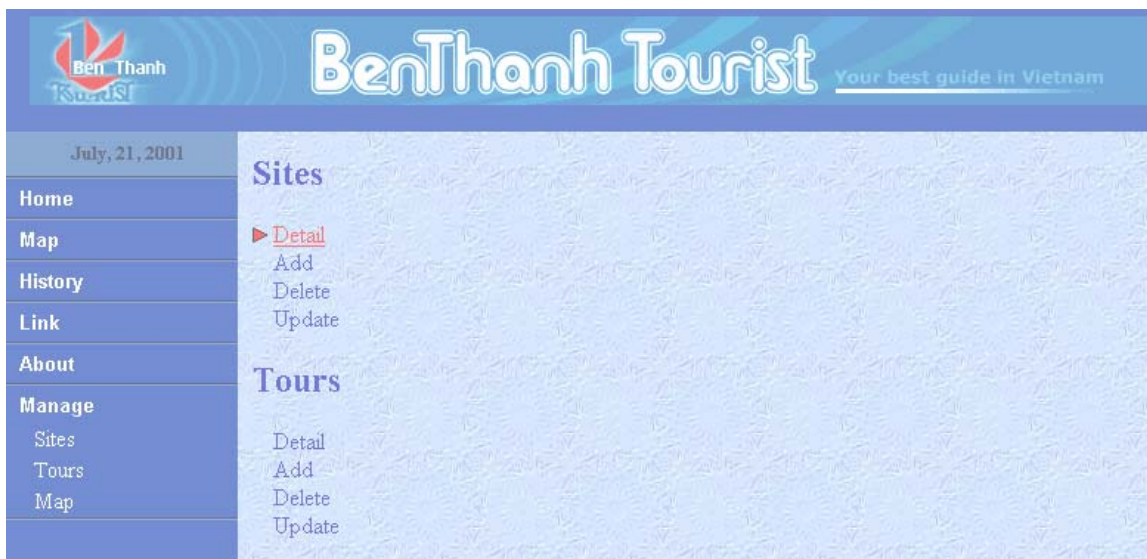 Ben Thanh
Tourist
BenThanh Tourist
Your best guide in Vietnam
July, 21, 2001
Home
Map
History
Link
About
Manage
Sites
Tours
Map
Sites
Detail
Add
Delete
Update
Tours
Detail
Add
Delete
Update